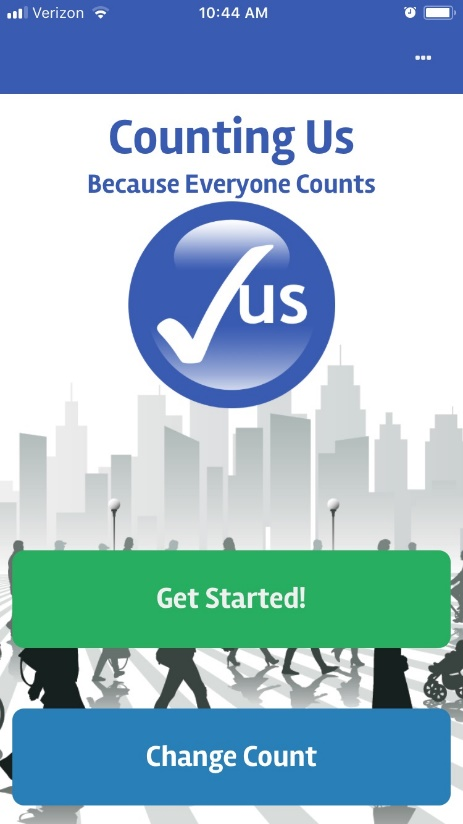 Verizon 10:44 AM
Counting Us
Because Everyone Counts
us
Get Started!
Change Count